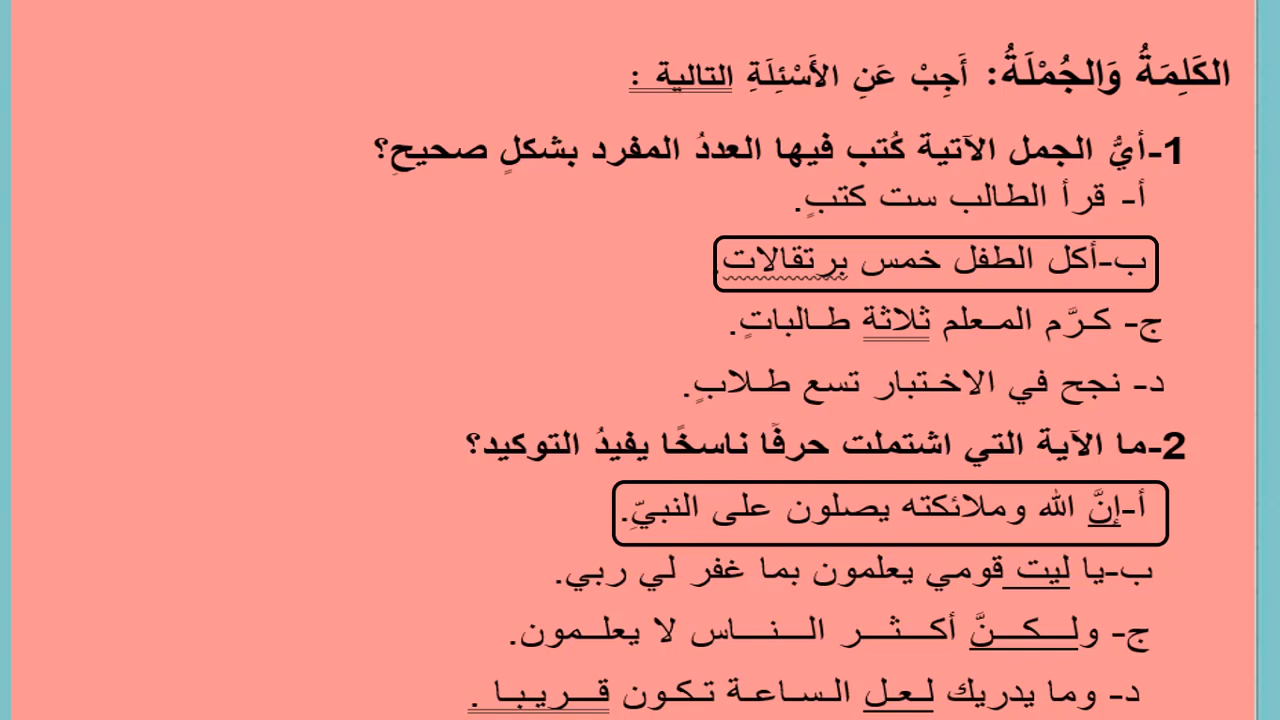 الكَلِمَةُ وَالجُمْلَةُ: أَجِبْ عَنِ الأَسْئِلَةِ التالية :
1-أيُّ الجمل الآتية كُتب فيها العددُ المفرد بشكلٍ صحيحِ؟
أ- قرأ الطالب ست كتبٍ.
ب-أكل الطفل خمس برتقالات.
ج- كرَّم المعلم ثلاثة طالباتٍ.
د- نجح في الاختبار تسع طلابٍ.
2-ما الآية التي اشتملت حرفًا ناسخًا يفيدُ التوكيد؟
أ-إنَّ الله وملائكته يصلون على النبيِّ.
ب-يا ليت قومي يعلمون بما غفر لي ربي.
ج- ولكنَّ أكثر الناس لا يعلمون.
د- وما يدريك لعل الساعة تكون قريبا .